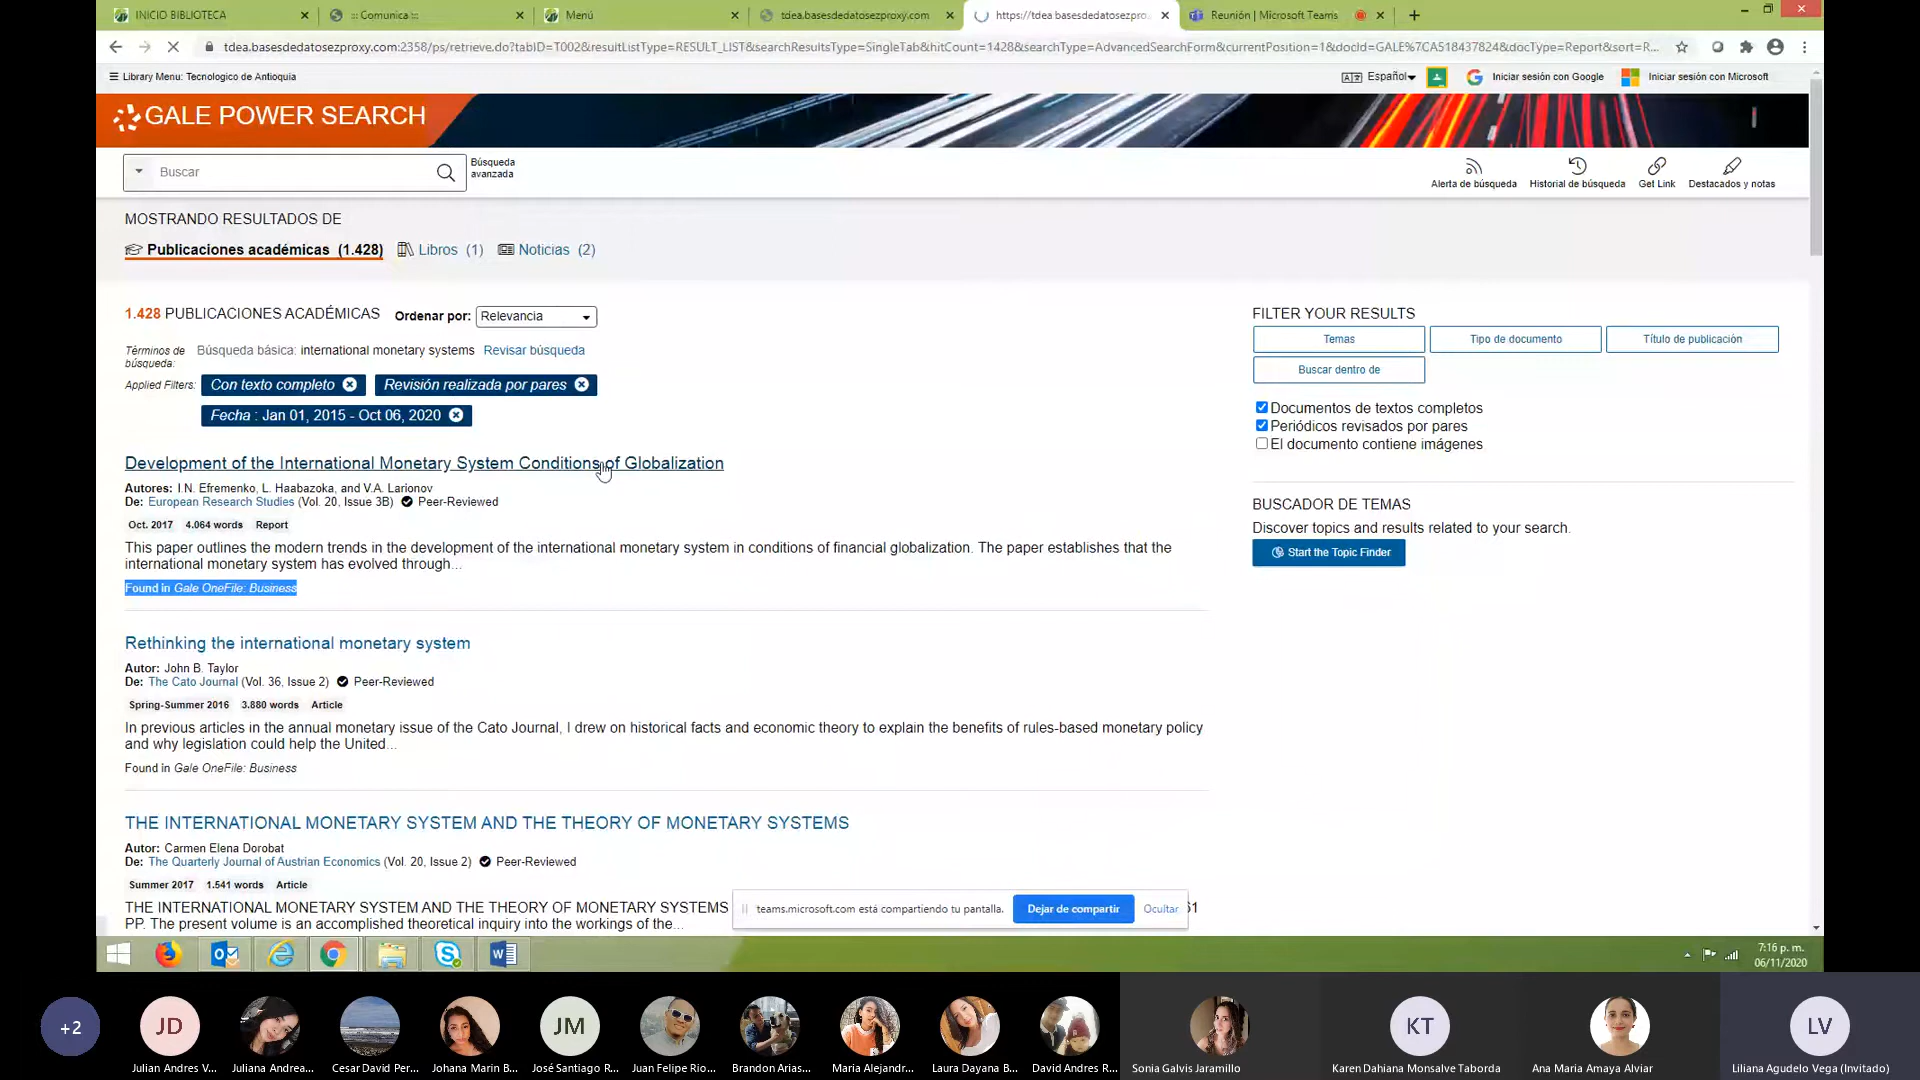 INICIO BIBLIOTECA
::: Comunica :::
Menú
tdea.basesdedatosezproxy.com
https://tdea.basesdedatosezpro...
Reunión | Microsoft Teams
tdea.basesdedatosezproxy.com:2358/ps/retrieve.do?tabID=T002&resultListType=RESULT_LIST&searchResultsType=SingleTab&hitCount=1428&searchType=AdvancedSearchForm&currentPosition=1&docId=GALE%7CA518437824&docType=Report&sort=R...
Library Menu: Tecnologico de Antioquia
Español
Iniciar sesión con Google
Iniciar sesión con Microsoft
GALE POWER SEARCH
Buscar
Búsqueda avanzada
Alerta de búsqueda
Historial de búsqueda
Get Link
Destacados y notas
MOSTRANDO RESULTADOS DE
Publicaciones académicas (1.428)
Libros (1)
Noticias (2)
1.428 PUBLICACIONES ACADÉMICAS
Ordenar por: Relevancia
Términos de búsqueda:
Búsqueda básica: international monetary systems Revisar búsqueda
Applied Filters:
Con texto completo
Revisión realizada por pares
Fecha : Jan 01, 2015 - Oct 06, 2020
Development of the International Monetary System Conditions of Globalization
Autores: I.N. Efremenko, L. Haabazoka, and V.A. Larionov
De: European Research Studies (Vol. 20, Issue 3B) Peer-Reviewed
Oct. 2017 4.064 words Report
This paper outlines the modern trends in the development of the international monetary system in conditions of financial globalization. The paper establishes that the
international monetary system has evolved through...
Found in Gale OneFile: Business
Rethinking the international monetary system
Autor: John B. Taylor
De: The Cato Journal (Vol. 36, Issue 2) Peer-Reviewed
Spring-Summer 2016 3.880 words Article
In previous articles in the annual monetary issue of the Cato Journal, I drew on historical facts and economic theory to explain the benefits of rules-based monetary policy
and why legislation could help the United...
Found in Gale OneFile: Business
THE INTERNATIONAL MONETARY SYSTEM AND THE THEORY OF MONETARY SYSTEMS
Autor: Carmen Elena Dorobat
De: The Quarterly Journal of Austrian Economics (Vol. 20, Issue 2) Peer-Reviewed
Summer 2017 1.541 words Article
THE INTERNATIONAL MONETARY SYSTEM AND THE THEORY OF MONETARY SYSTEMS
PP. The present volume is an accomplished theoretical inquiry into the workings of the...
FILTER YOUR RESULTS
Temas
Tipo de documento
Título de publicación
Buscar dentro de
Documentos de textos completos
Periódicos revisados por pares
El documento contiene imágenes
BUSCADOR DE TEMAS
Discover topics and results related to your search.
Start the Topic Finder
teams.microsoft.com está compartiendo tu pantalla.
Dejar de compartir
Ocultar
7:16 p. m.
06/11/2020
+2
JD
JM
KT
LV
Julian Andres V...
Juliana Andrea...
Cesar David Per...
Johana Marin B...
José Santiago R...
Juan Felipe Rio...
Brandon Arias...
Maria Alejandr...
Laura Dayana B...
David Andres R...
Sonia Galvis Jaramillo
Karen Dahiana Monsalve Taborda
Ana Maria Amaya Alviar
Liliana Agudelo Vega (Invitado)